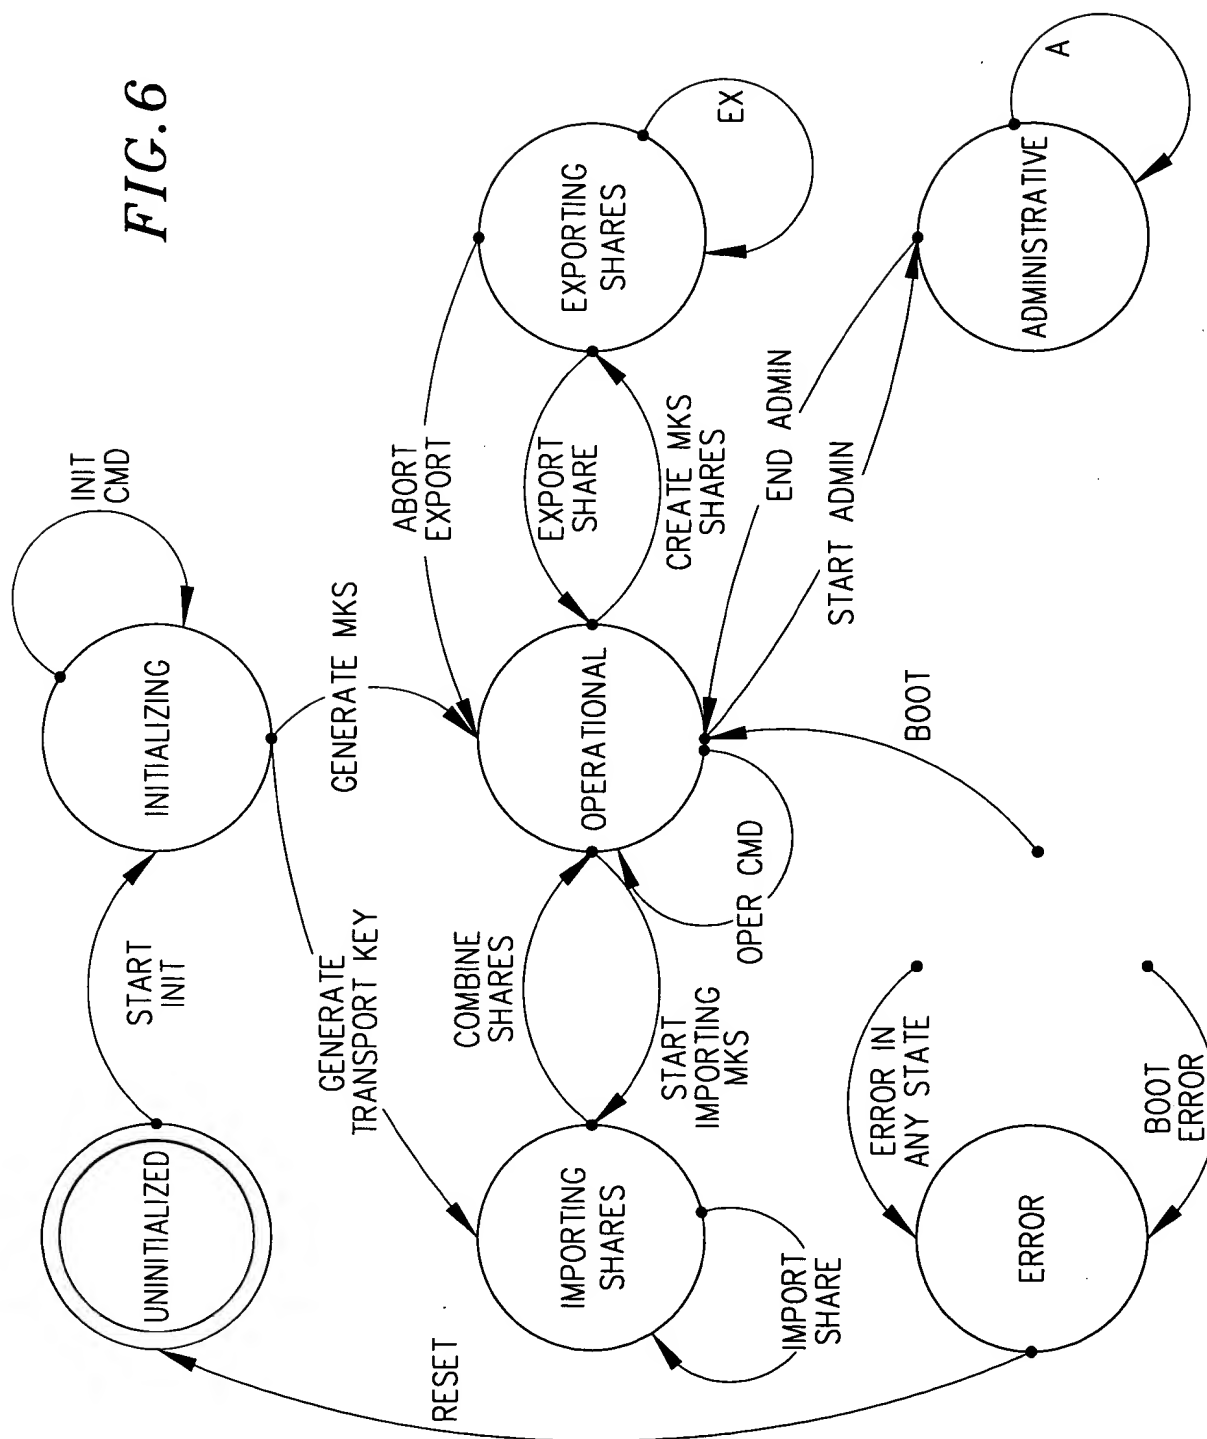 FIG. 6
UNINITIALIZED
START
INIT
INITIALIZING
INIT
CMD
RESET
GENERATE
TRANSPORT KEY
GENERATE MKS
ABORT
EXPORT
IMPORTING
SHARES
COMBINE
SHARES
START
IMPORTING
MKS
OPERATIONAL
EXPORT
SHARE
CREATE MKS
SHARES
EXPORTING
SHARES
EX
IMPORT
SHARE
OPER CMD
END ADMIN
START ADMIN
ERROR
ERROR IN
ANY STATE
BOOT
ERROR
BOOT
ADMINISTRATIVE
A